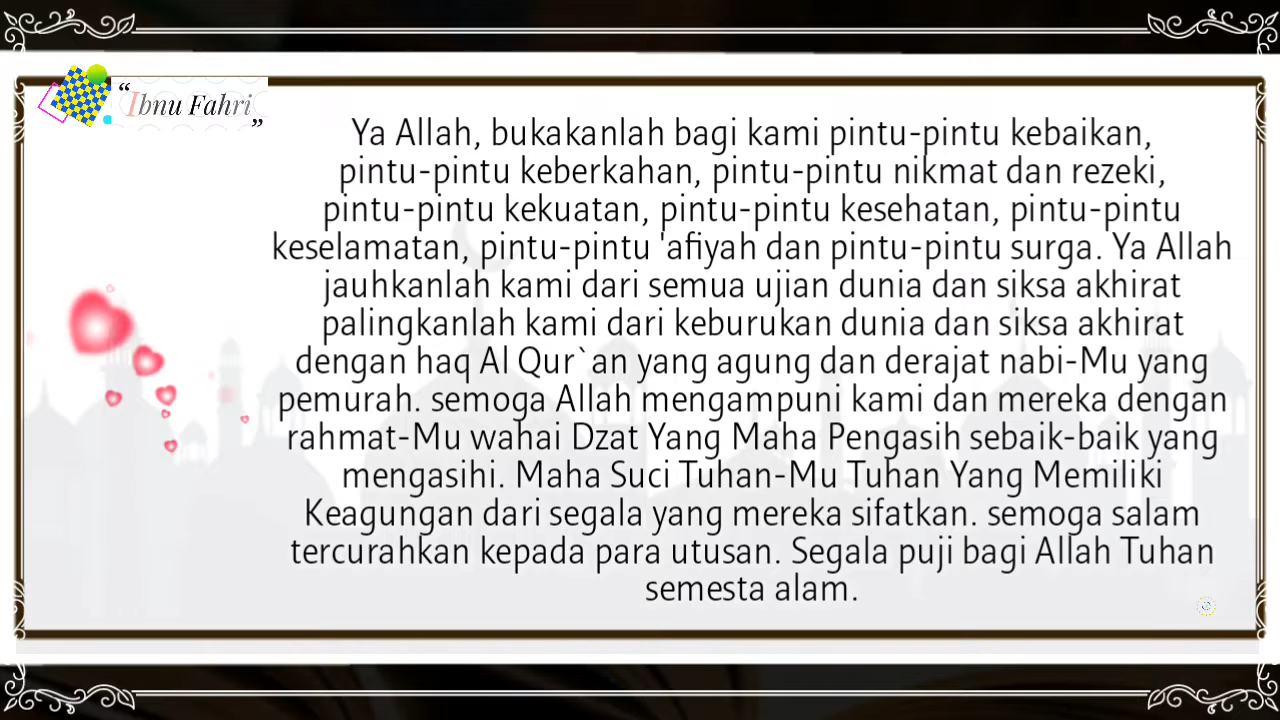 “Ibnu Fahri„
Ya Allah, bukakanlah bagi kami pintu-pintu kebaikan,
pintu-pintu keberkahan, pintu-pintu nikmat dan rezeki,
pintu-pintu kekuatan, pintu-pintu kesehatan, pintu-pintu
keselamatan, pintu-pintu 'afiyah dan pintu-pintu surga. Ya Allah
jauhkanlah kami dari semua ujian dunia dan siksa akhirat
palingkanlah kami dari keburukan dunia dan siksa akhirat
dengan haq Al Qur`an yang agung dan derajat nabi-Mu yang
pemurah. semoga Allah mengampuni kami dan mereka dengan
rahmat-Mu wahai Dzat Yang Maha Pengasih sebaik-baik yang
mengasihi. Maha Suci Tuhan-Mu Tuhan Yang Memiliki
Keagungan dari segala yang mereka sifatkan. semoga salam
tercurahkan kepada para utusan. Segala puji bagi Allah Tuhan
semesta alam.